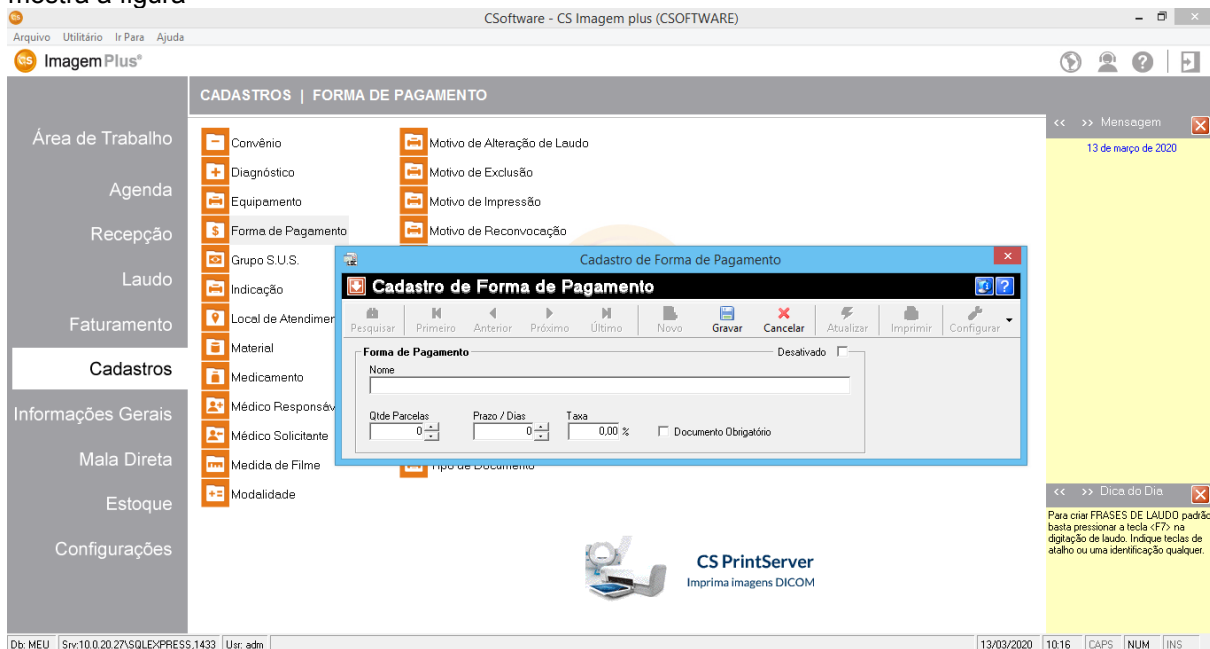 mostra a figura
CSoftware - CS Imagem plus (CSOFTWARE)
Arquivo Utilitário Ir Para Ajuda
CS Imagem Plus®
CADASTROS | FORMA DE PAGAMENTO
Área de Trabalho
Agenda
Recepção
Laudo
Faturamento
Cadastros
Informações Gerais
Mala Direta
Estoque
Configurações
Convênio
Diagnóstico
Equipamento
Forma de Pagamento
Grupo S.U.S.
Indicação
Local de Atendimen
Material
Medicamento
Médico Responsáv
Médico Solicitante
Medida de Filme
Modalidade
Motivo de Alteração de Laudo
Motivo de Exclusão
Motivo de Impressão
Motivo de Reconvocação
Tipo de Documento
Cadastro de Forma de Pagamento
Cadastro de Forma de Pagamento
Pesquisar Primeiro Anterior Próximo Último Novo Gravar Cancelar Atualizar Imprimir Configurar
Forma de Pagamento Desativado
Nome
Qtde Parcelas Prazo / Dias Taxa
0 0 0,00 % Documento Obrigatório
CS PrintServer
Imprima imagens DICOM
<< >> Mensagem
13 de março de 2020
<< >> Dica do Dia
Para criar FRASES DE LAUDO padrão
basta pressionar a tecla <F7> na
digitação de laudo. Indique teclas de
atalho ou uma identificação qualquer.
Db: MEU Srv:10.0.20.27\SQLEXPRESS,1433 Usr: adm 13/03/2020 10:16 CAPS NUM INS